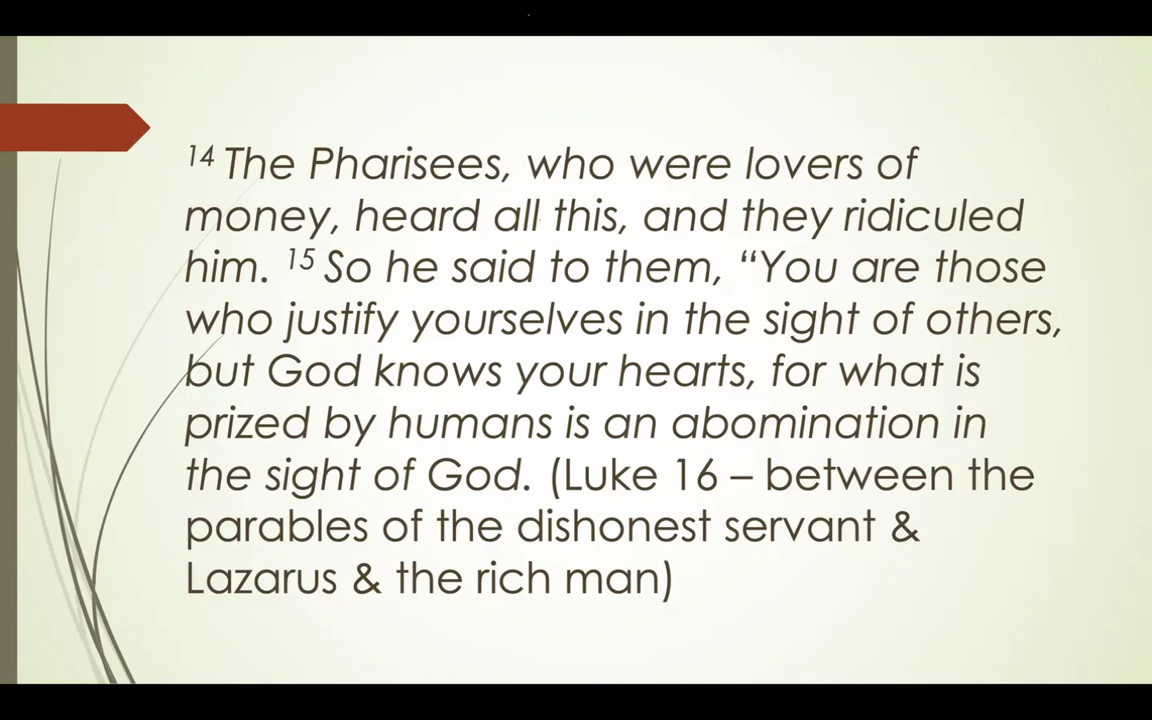 14 The Pharisees, who were lovers of
money, heard all this, and they ridiculed
him. 15 So he said to them, “You are those
who justify yourselves in the sight of others,
but God knows your hearts, for what is
prized by humans is an abomination in
the sight of God. (Luke 16 – between the
parables of the dishonest servant &
Lazarus & the rich man)